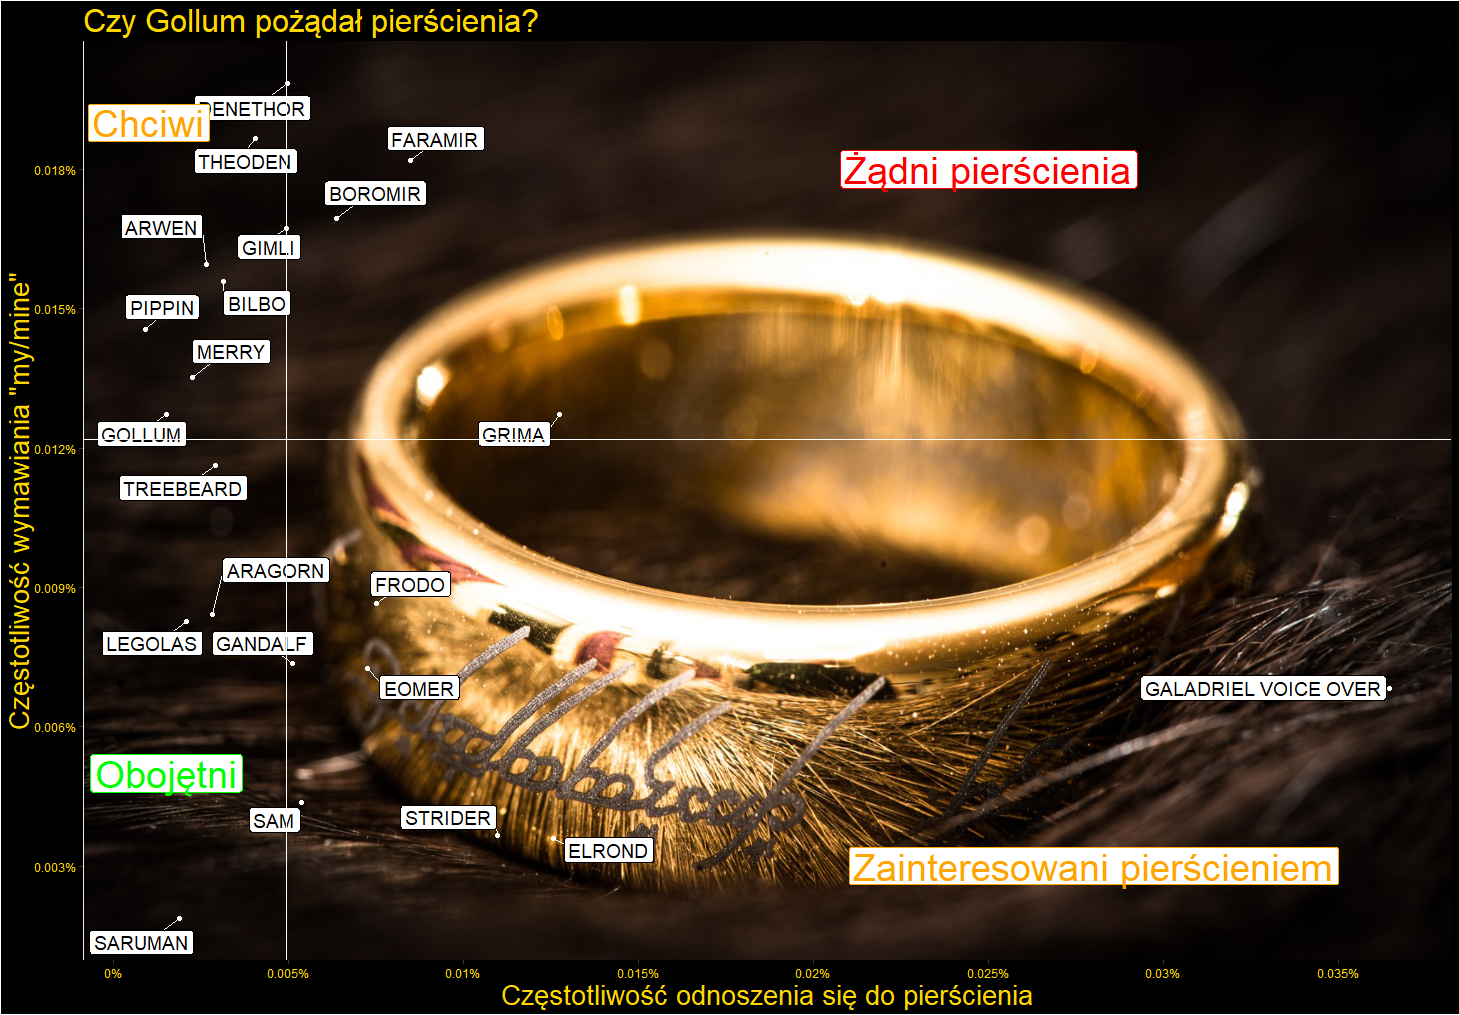 Czy Gollum pożądał pierścienia?
DENETHOR
Chciwi
FARAMIR
THEODEN
Żądni pierścienia
0.018%
BOROMIR
ARWEN
GIMLI
BILBO
PIPPIN
0.015%
MERRY
GOLLUM
GRIMA
0.012%
TREEBEARD
ARAGORN
FRODO
0.009%
LEGOLAS
GANDALF
EOMER
GALADRIEL VOICE OVER
0.006%
Obojętni
SAM
STRIDER
ELROND
0.003%
Zainteresowani pierścieniem
SARUMAN
0%
0.005%
0.01%
0.015%
0.02%
0.025%
0.03%
0.035%
Częstotliwość odnoszenia się do pierścienia
Częstotliwość wymawiania "my/mine"